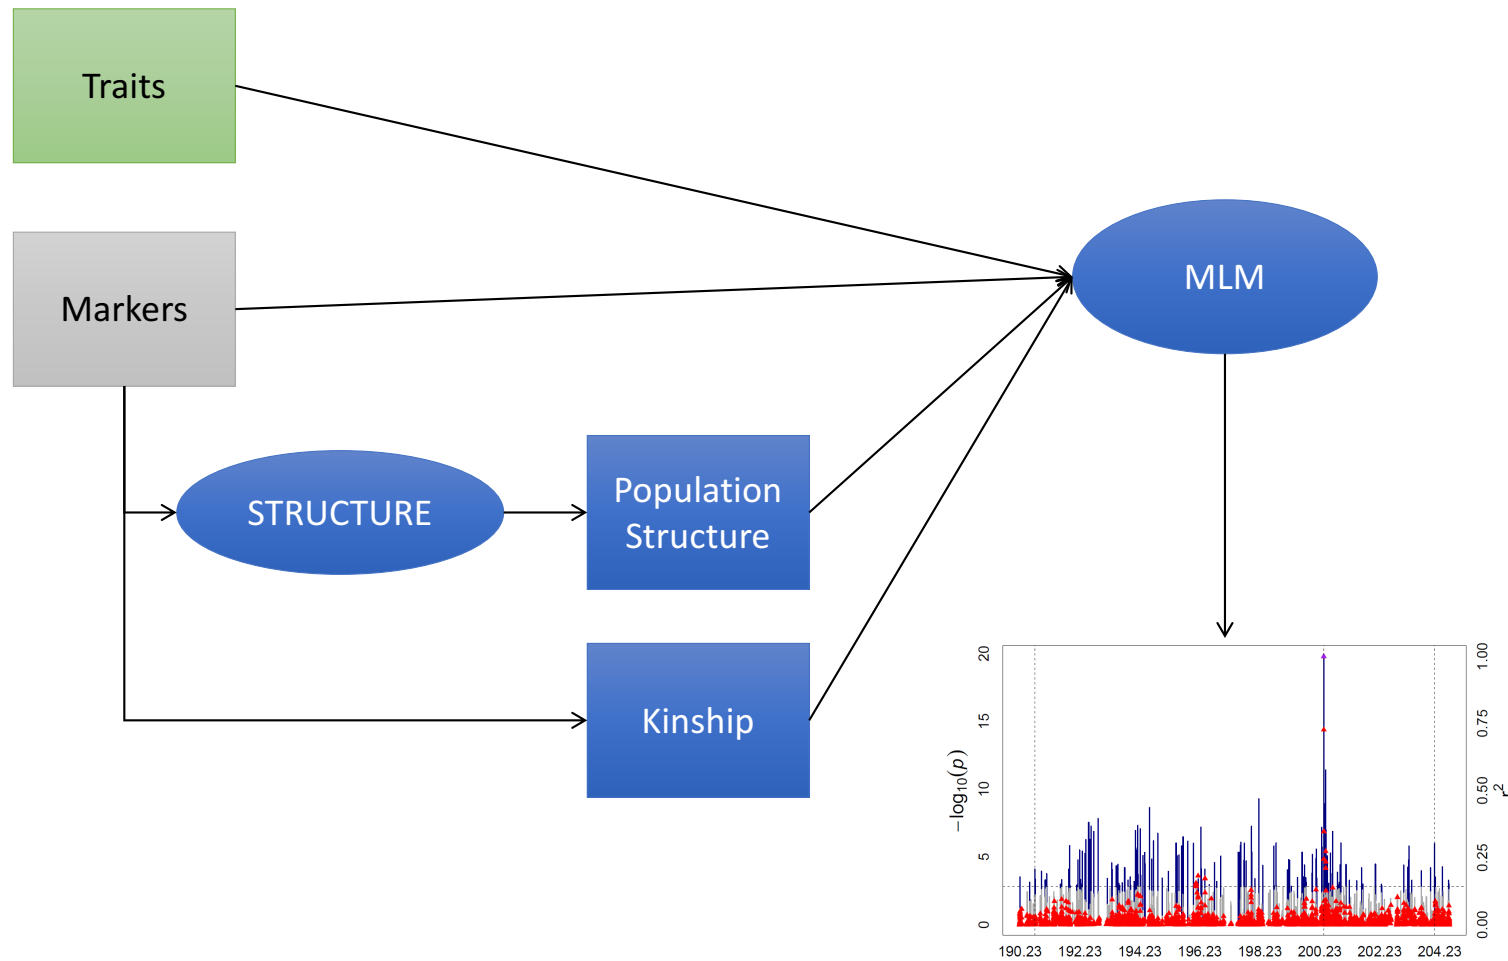 Traits
Markers
MLM
STRUCTURE
Population
Structure
Kinship
−log₁₀(p)
20
15
10
5
0
1.00
0.75
0.50
0.25
0.00
r²
190.23 192.23 194.23 196.23 198.23 200.23 202.23 204.23